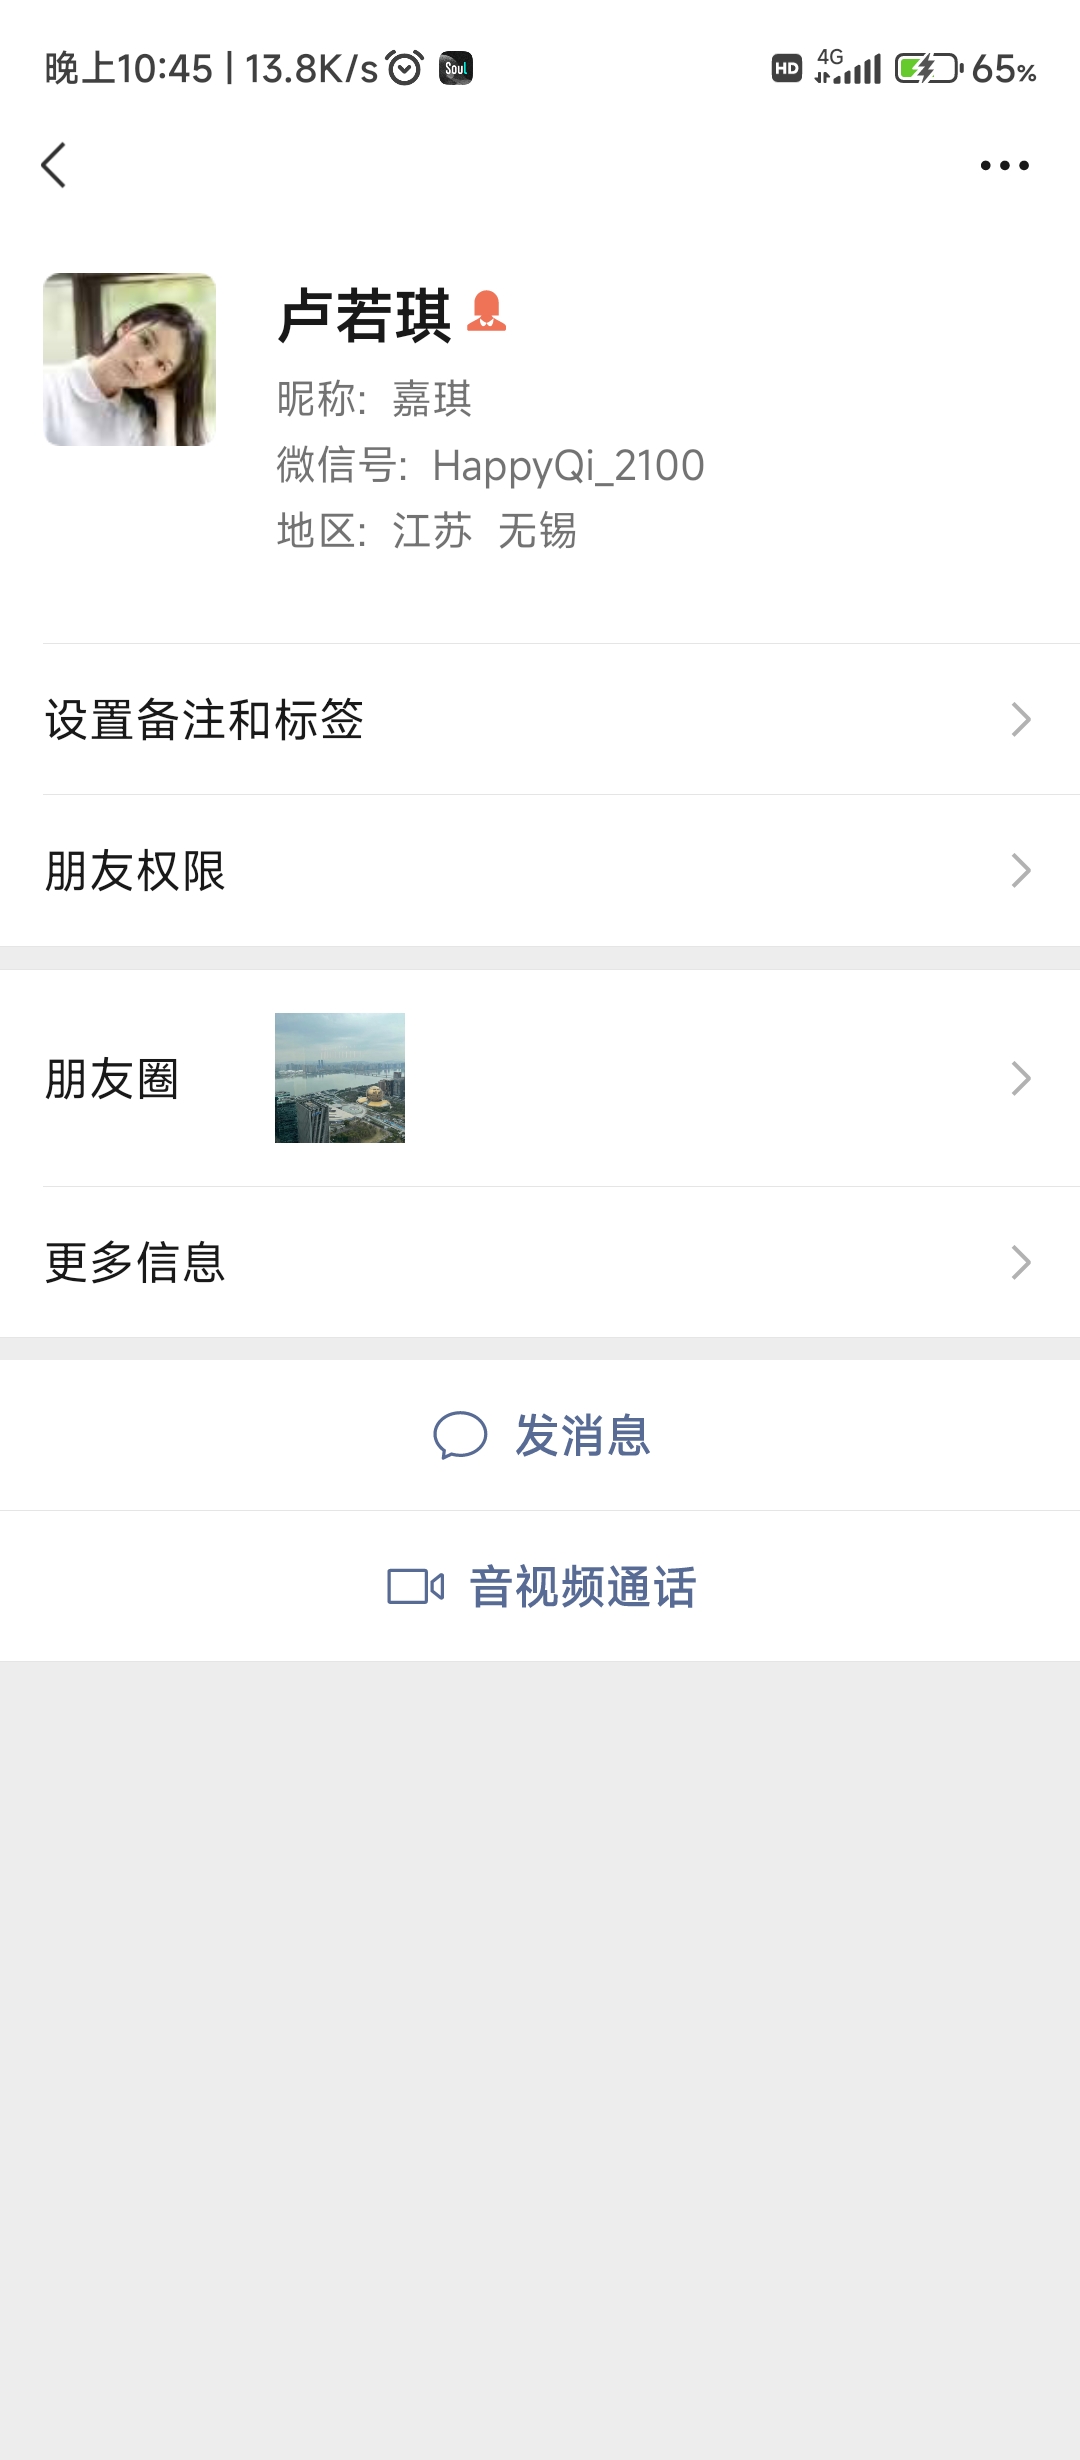 晚上10:45 | 13.8K/s Soul HD 4G 65%
卢若琪
昵称: 嘉琪
微信号: HappyQi_2100
地区: 江苏 无锡
设置备注和标签
朋友权限
朋友圈
更多信息
发消息
音视频通话